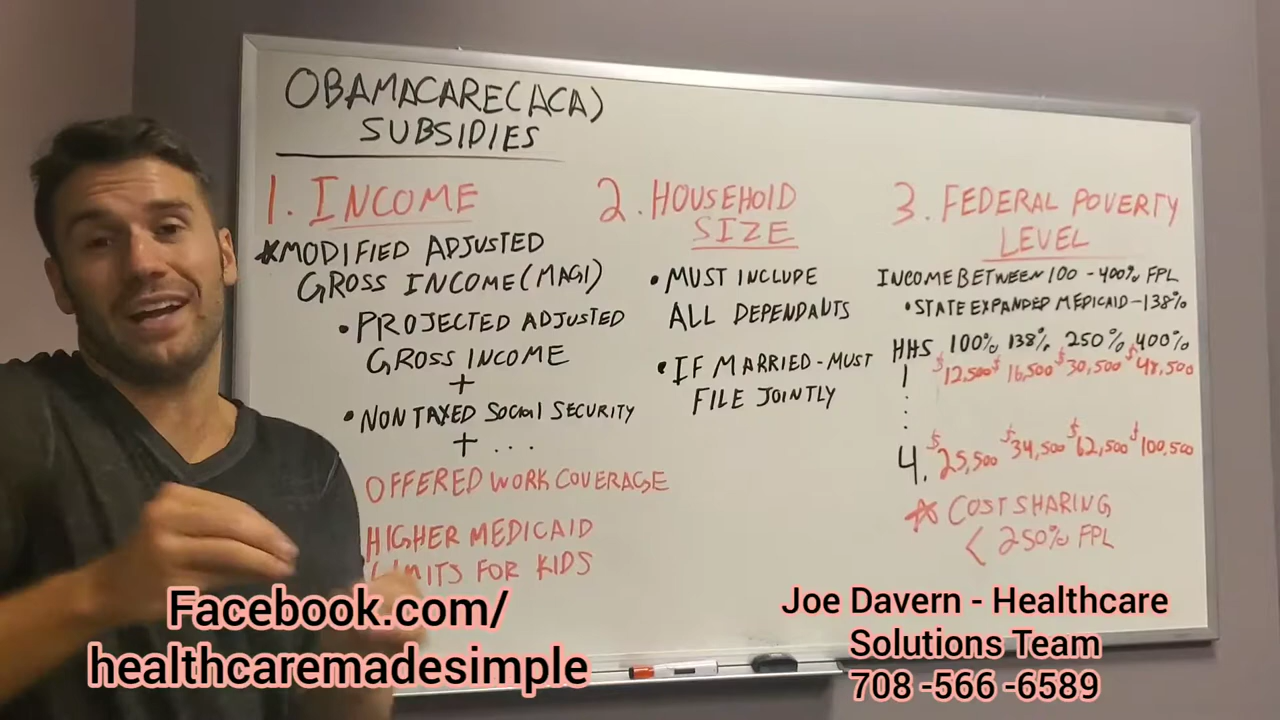 OBAMACARE(ACA)
SUBSIDIES
1. INCOME
*MODIFIED ADJUSTED
GROSS INCOME(MAGI)
• PROJECTED ADJUSTED
GROSS INCOME
+
• NON TAXED SOCIAL SECURITY
+ ...
OFFERED WORK COVERAGE
HIGHER MEDICAID
LIMITS FOR KIDS
2. HOUSEHOLD
SIZE
• MUST INCLUDE
ALL DEPENDANTS
• IF MARRIED - MUST
FILE JOINTLY
3. FEDERAL POVERTY
LEVEL
INCOME BETWEEN 100 - 400% FPL
• STATE EXPANDED MEDICAID - 138%
HHS 100% 138% 250% 400%
1 $12,500 $16,500 $30,500 $48,500
4. $25,500 $34,500 $62,500 $100,500
* COST SHARING
< 250% FPL
Facebook.com/
healthcaremadesimple
Joe Davern - Healthcare
Solutions Team
708 -566 -6589